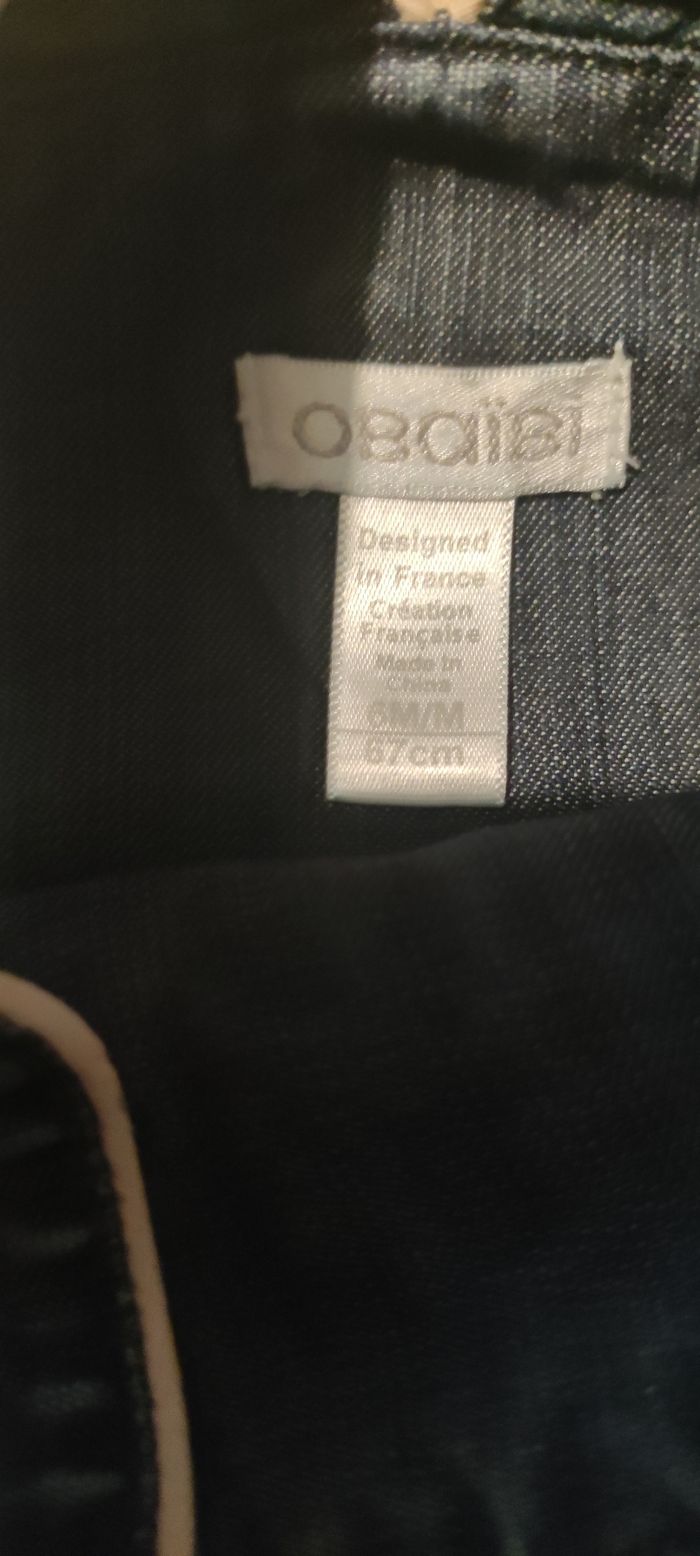 obaïbi
Designed
in France
Création
Française
Made in
China
6M/M
67cm